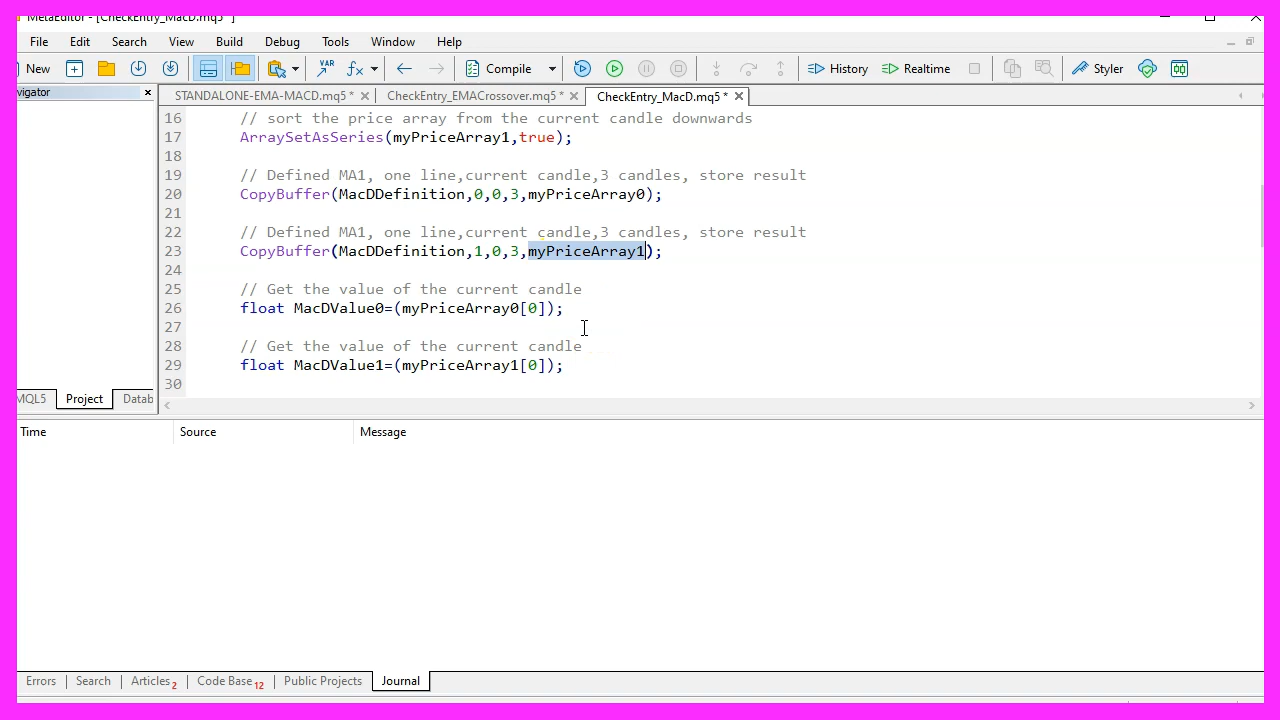 MetaEditor - [CheckEntry_MacD.mq5 *]
File Edit Search View Build Debug Tools Window Help
New VAR Compile History Realtime Styler
vigator
STANDALONE-EMA-MACD.mq5 * CheckEntry_EMACrossover.mq5 * CheckEntry_MacD.mq5 *
16 // sort the price array from the current candle downwards
17 ArraySetAsSeries(myPriceArray1,true);
18
19 // Defined MA1, one line,current candle,3 candles, store result
20 CopyBuffer(MacDDefinition,0,0,3,myPriceArray0);
21
22 // Defined MA1, one line,current candle,3 candles, store result
23 CopyBuffer(MacDDefinition,1,0,3,myPriceArray1);
24
25 // Get the value of the current candle
26 float MacDValue0=(myPriceArray0[0]);
27
28 // Get the value of the current candle
29 float MacDValue1=(myPriceArray1[0]);
30
MQL5 Project Datab
Time Source Message
Errors Search Articles 2 Code Base 12 Public Projects Journal